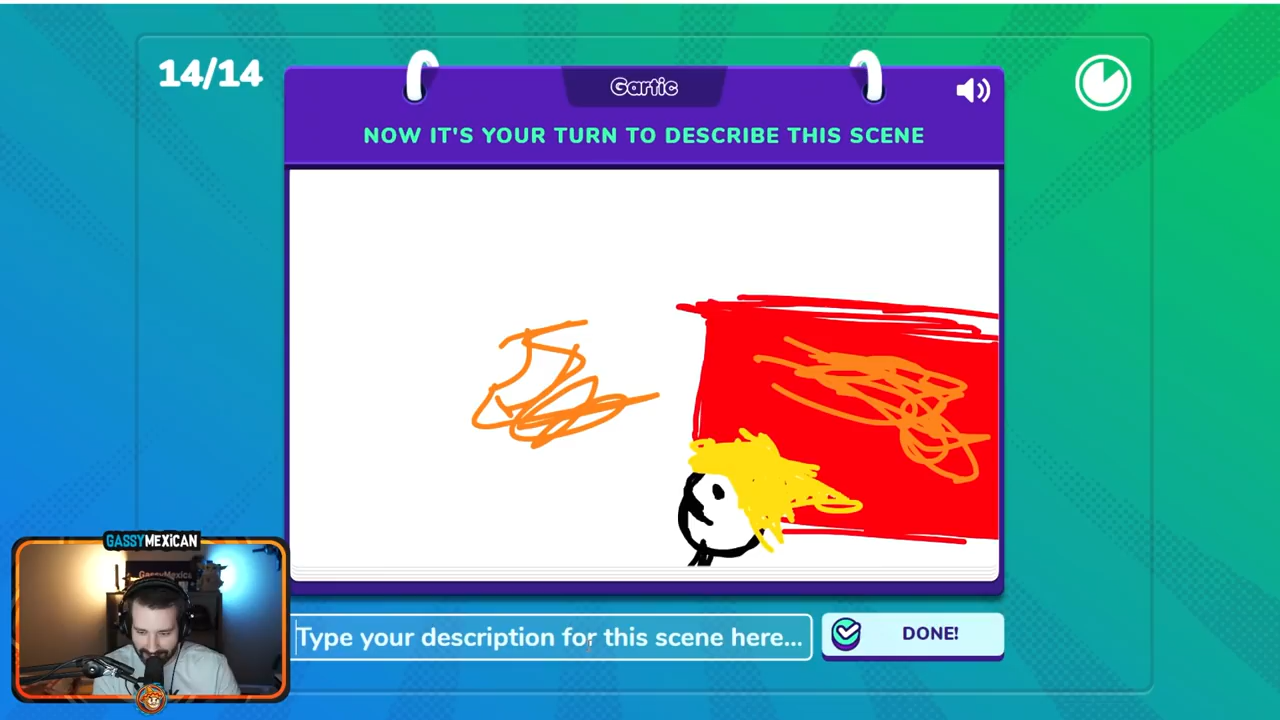 14/14
Gartic
NOW IT'S YOUR TURN TO DESCRIBE THIS SCENE
GASSYMEXICAN
Type your description for this scene here...
DONE!